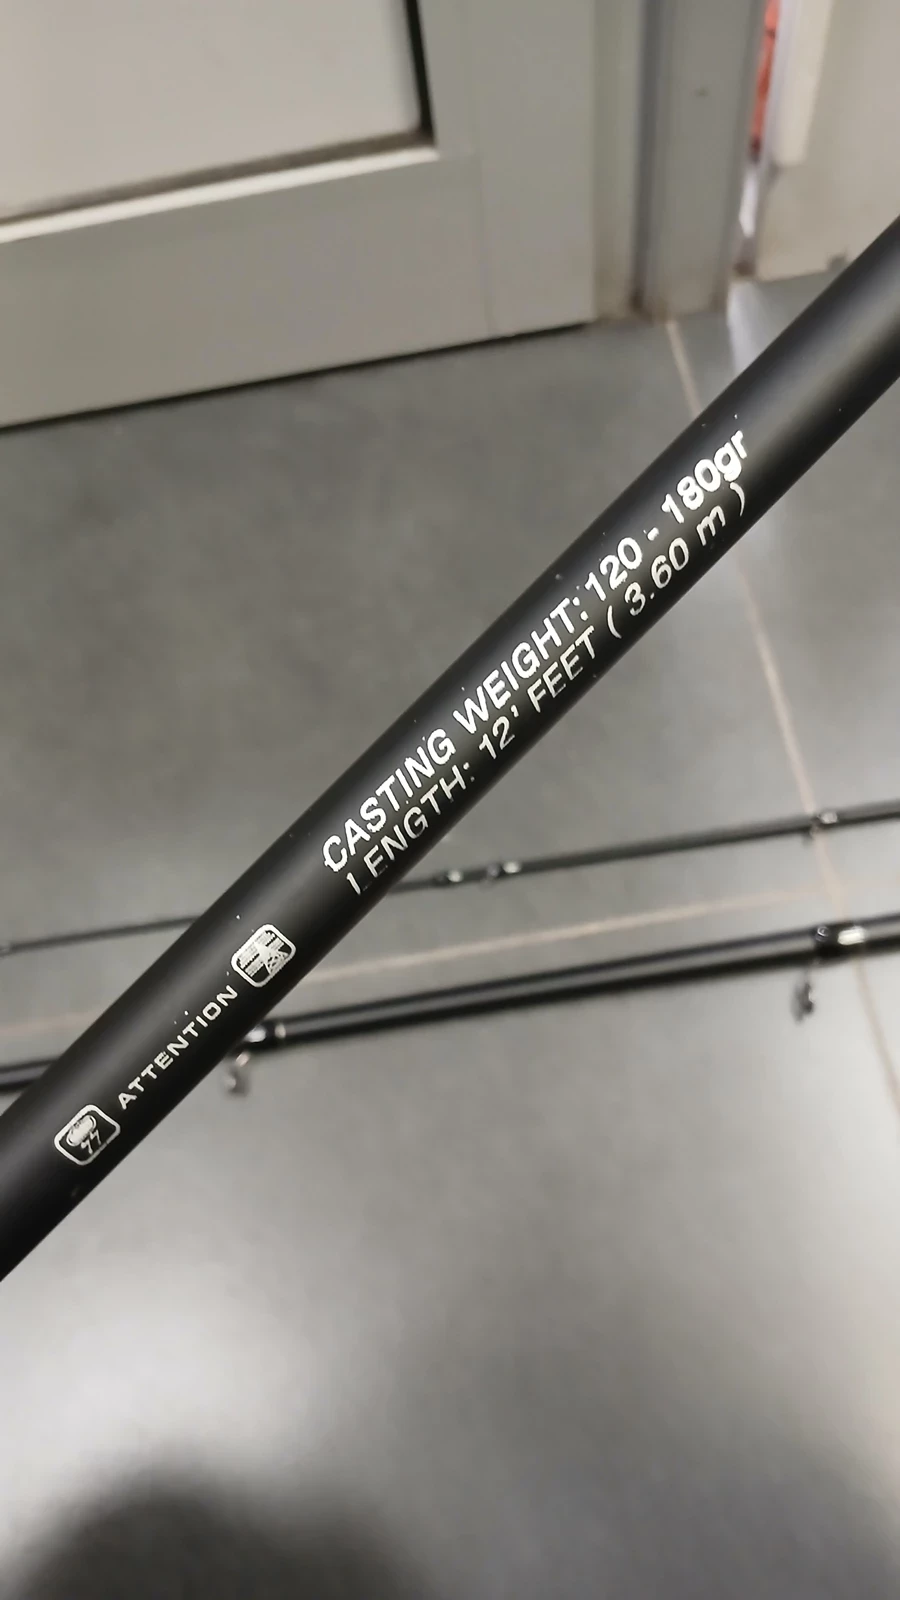 CASTING WEIGHT: 120 - 180gr
LENGTH: 12' FEET ( 3.60 m )
ATTENTION